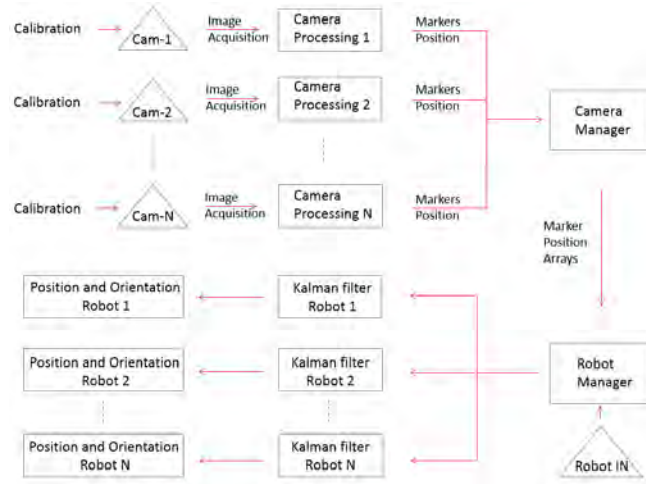 Calibration
Cam-1
Image
Acquisition
Camera
Processing 1
Markers
Position
Calibration
Cam-2
Image
Acquisition
Camera
Processing 2
Markers
Position
Camera
Manager
Calibration
Cam-N
Image
Acquisition
Camera
Processing N
Markers
Position
Marker
Position
Arrays
Position and Orientation
Robot 1
Kalman filter
Robot 1
Position and Orientation
Robot 2
Kalman filter
Robot 2
Robot
Manager
Position and Orientation
Robot N
Kalman filter
Robot N
Robot IN